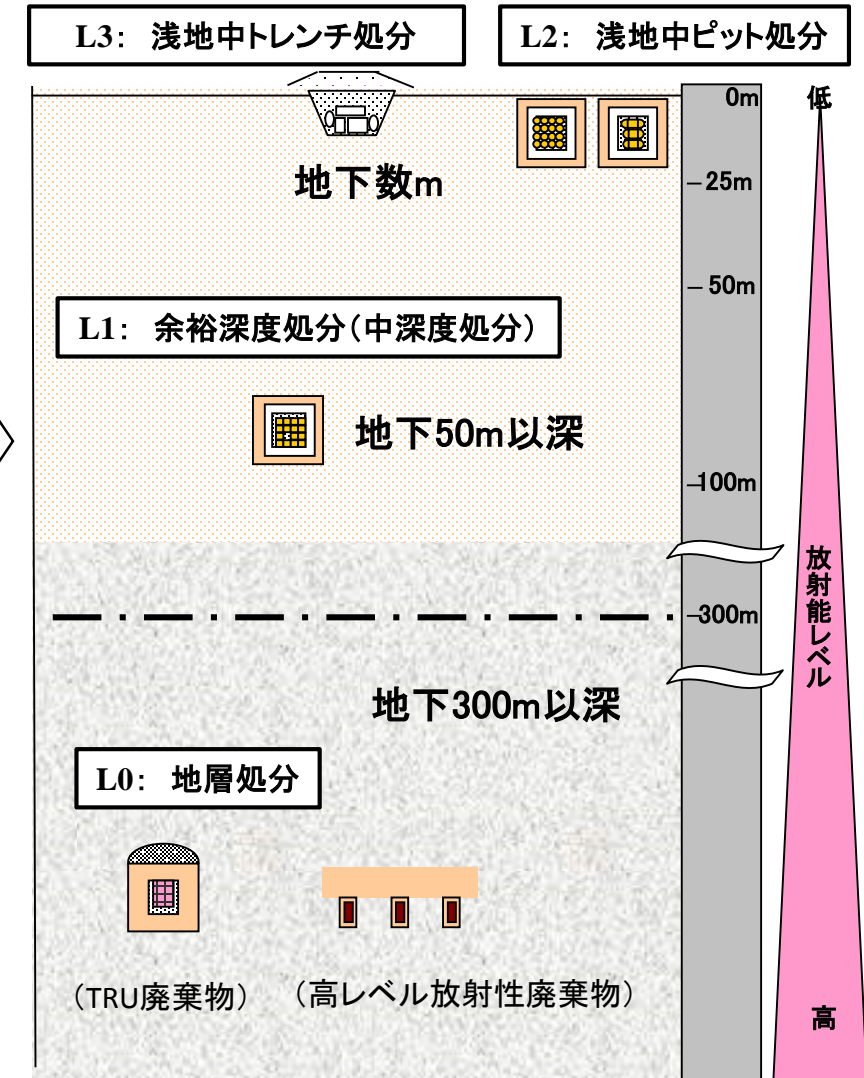 L3： 浅地中トレンチ処分
L2： 浅地中ピット処分
0m
低
地下数m
－25m
－50m
L1： 余裕深度処分（中深度処分）
地下50m以深
－100m
放射能レベル
－300m
地下300m以深
L0： 地層処分
（TRU廃棄物）
（高レベル放射性廃棄物）
高